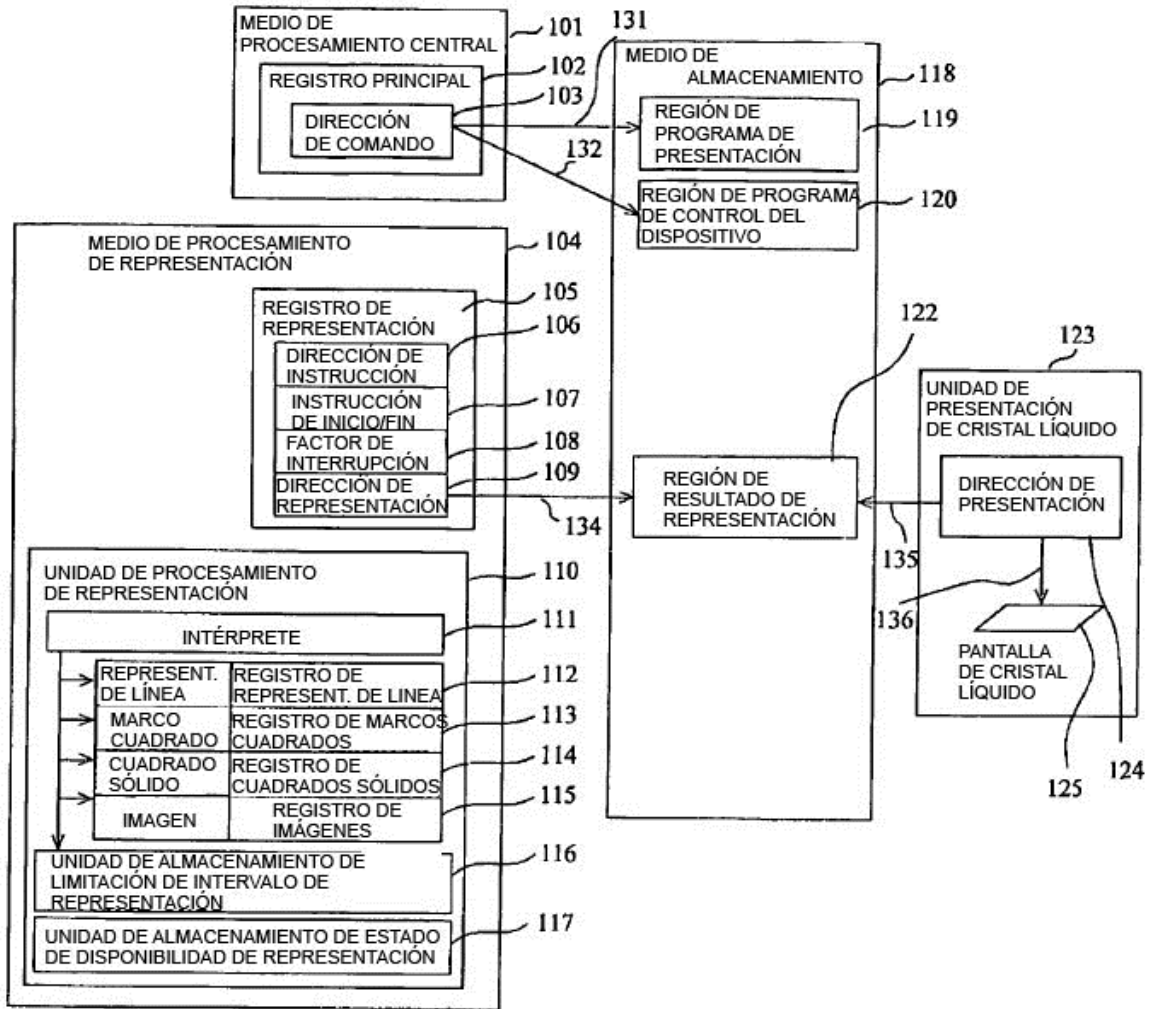 MEDIO DE
PROCESAMIENTO CENTRAL
101
REGISTRO PRINCIPAL
102
103
DIRECCIÓN
DE COMANDO
131
132
MEDIO DE
ALMACENAMIENTO
118
REGIÓN DE
PROGRAMA DE
PRESENTACIÓN
119
REGIÓN DE PROGRAMA
DE CONTROL DEL
DISPOSITIVO
120
MEDIO DE PROCESAMIENTO
DE REPRESENTACIÓN
104
REGISTRO DE
REPRESENTACIÓN
105
DIRECCIÓN DE
INSTRUCCIÓN
106
INSTRUCCIÓN
DE INICIO/FIN
107
FACTOR DE
INTERRUPCIÓN
108
DIRECCIÓN DE
REPRESENTACIÓN
109
134
REGIÓN DE
RESULTADO DE
REPRESENTACIÓN
122
135
123
UNIDAD DE
PRESENTACIÓN
DE CRISTAL LÍQUIDO
DIRECCIÓN DE
PRESENTACIÓN
136
PANTALLA
DE CRISTAL
LÍQUIDO
125
124
UNIDAD DE PROCESAMIENTO
DE REPRESENTACIÓN
110
INTÉRPRETE
111
REPRESENT.
DE LÍNEA
REGISTRO DE
REPRESENT. DE LINEA
112
MARCO
CUADRADO
REGISTRO DE MARCOS
CUADRADOS
113
CUADRADO
SÓLIDO
REGISTRO DE
CUADRADOS SÓLIDOS
114
IMAGEN
REGISTRO DE
IMÁGENES
115
UNIDAD DE ALMACENAMIENTO DE
LIMITACIÓN DE INTERVALO DE
REPRESENTACIÓN
116
UNIDAD DE ALMACENAMIENTO DE ESTADO
DE DISPONIBILIDAD DE REPRESENTACIÓN
117